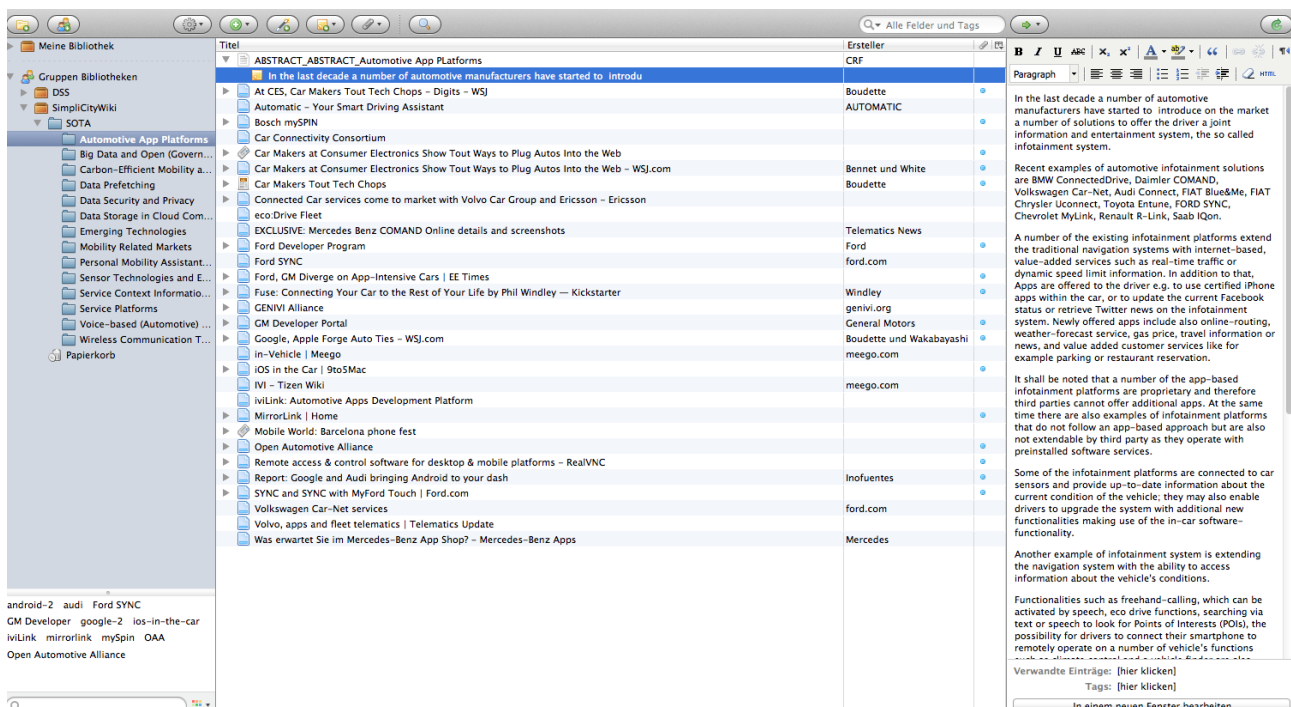 Alle Felder und Tags
Meine Bibliothek
Gruppen Bibliotheken
DSS
SimpliCityWiki
SOTA
Automotive App Platforms
Big Data and Open (Govern...
Carbon-Efficient Mobility a...
Data Prefetching
Data Security and Privacy
Data Storage in Cloud Com...
Emerging Technologies
Mobility Related Markets
Personal Mobility Assistant...
Sensor Technologies and E...
Service Context Informatio...
Service Platforms
Voice-based (Automotive) ...
Wireless Communication T...
Papierkorb
android-2 audi Ford SYNC
GM Developer google-2 ios-in-the-car
iviLink mirrorlink mySpin OAA
Open Automotive Alliance
Titel Ersteller
ABSTRACT_ABSTRACT_Automotive App PLatforms CRF
In the last decade a number of automotive manufacturers have started to introdu
At CES, Car Makers Tout Tech Chops – Digits – WSJ Boudette
Automatic – Your Smart Driving Assistant AUTOMATIC
Bosch mySPIN
Car Connectivity Consortium
Car Makers at Consumer Electronics Show Tout Ways to Plug Autos Into the Web
Car Makers at Consumer Electronics Show Tout Ways to Plug Autos Into the Web – WSJ.com Bennet und White
Car Makers Tout Tech Chops Boudette
Connected Car services come to market with Volvo Car Group and Ericsson – Ericsson
eco:Drive Fleet
EXCLUSIVE: Mercedes Benz COMAND Online details and screenshots Telematics News
Ford Developer Program Ford
Ford SYNC ford.com
Ford, GM Diverge on App-Intensive Cars | EE Times
Fuse: Connecting Your Car to the Rest of Your Life by Phil Windley — Kickstarter Windley
GENIVI Alliance genivi.org
GM Developer Portal General Motors
Google, Apple Forge Auto Ties – WSJ.com Boudette und Wakabayashi
in-Vehicle | Meego meego.com
iOS in the Car | 9to5Mac
IVI – Tizen Wiki meego.com
iviLink: Automotive Apps Development Platform
MirrorLink | Home
Mobile World: Barcelona phone fest
Open Automotive Alliance
Remote access & control software for desktop & mobile platforms – RealVNC
Report: Google and Audi bringing Android to your dash Inofuentes
SYNC and SYNC with MyFord Touch | Ford.com
Volkswagen Car-Net services ford.com
Volvo, apps and fleet telematics | Telematics Update
Was erwartet Sie im Mercedes-Benz App Shop? – Mercedes-Benz Apps Mercedes
B I U ABC X₂ X² A ab
Paragraph HTML
In the last decade a number of automotive
manufacturers have started to introduce on the market
a number of solutions to offer the driver a joint
information and entertainment system, the so called
infotainment system.
Recent examples of automotive infotainment solutions
are BMW ConnectedDrive, Daimler COMAND,
Volkswagen Car-Net, Audi Connect, FIAT Blue&Me, FIAT
Chrysler Uconnect, Toyota Entune, FORD SYNC,
Chevrolet MyLink, Renault R-Link, Saab IQon.
A number of the existing infotainment platforms extend
the traditional navigation systems with internet-based,
value-added services such as real-time traffic or
dynamic speed limit information. In addition to that,
Apps are offered to the driver e.g. to use certified iPhone
apps within the car, or to update the current Facebook
status or retrieve Twitter news on the infotainment
system. Newly offered apps include also online-routing,
weather-forecast service, gas price, travel information or
news, and value added customer services like for
example parking or restaurant reservation.
It shall be noted that a number of the app-based
infotainment platforms are proprietary and therefore
third parties cannot offer additional apps. At the same
time there are also examples of infotainment platforms
that do not follow an app-based approach but are also
not extendable by third party as they operate with
preinstalled software services.
Some of the infotainment platforms are connected to car
sensors and provide up-to-date information about the
current condition of the vehicle; they may also enable
drivers to upgrade the system with additional new
functionalities making use of the in-car software-
functionality.
Another example of infotainment system is extending
the navigation system with the ability to access
information about the vehicle's conditions.
Functionalities such as freehand-calling, which can be
activated by speech, eco drive functions, searching via
text or speech to look for Points of Interests (POIs), the
possibility for drivers to connect their smartphone to
remotely operate on a number of vehicle's functions
such as climate control and a vehicle finder are also
Verwandte Einträge: [hier klicken]
Tags: [hier klicken]
In einem neuen Fenster bearbeiten